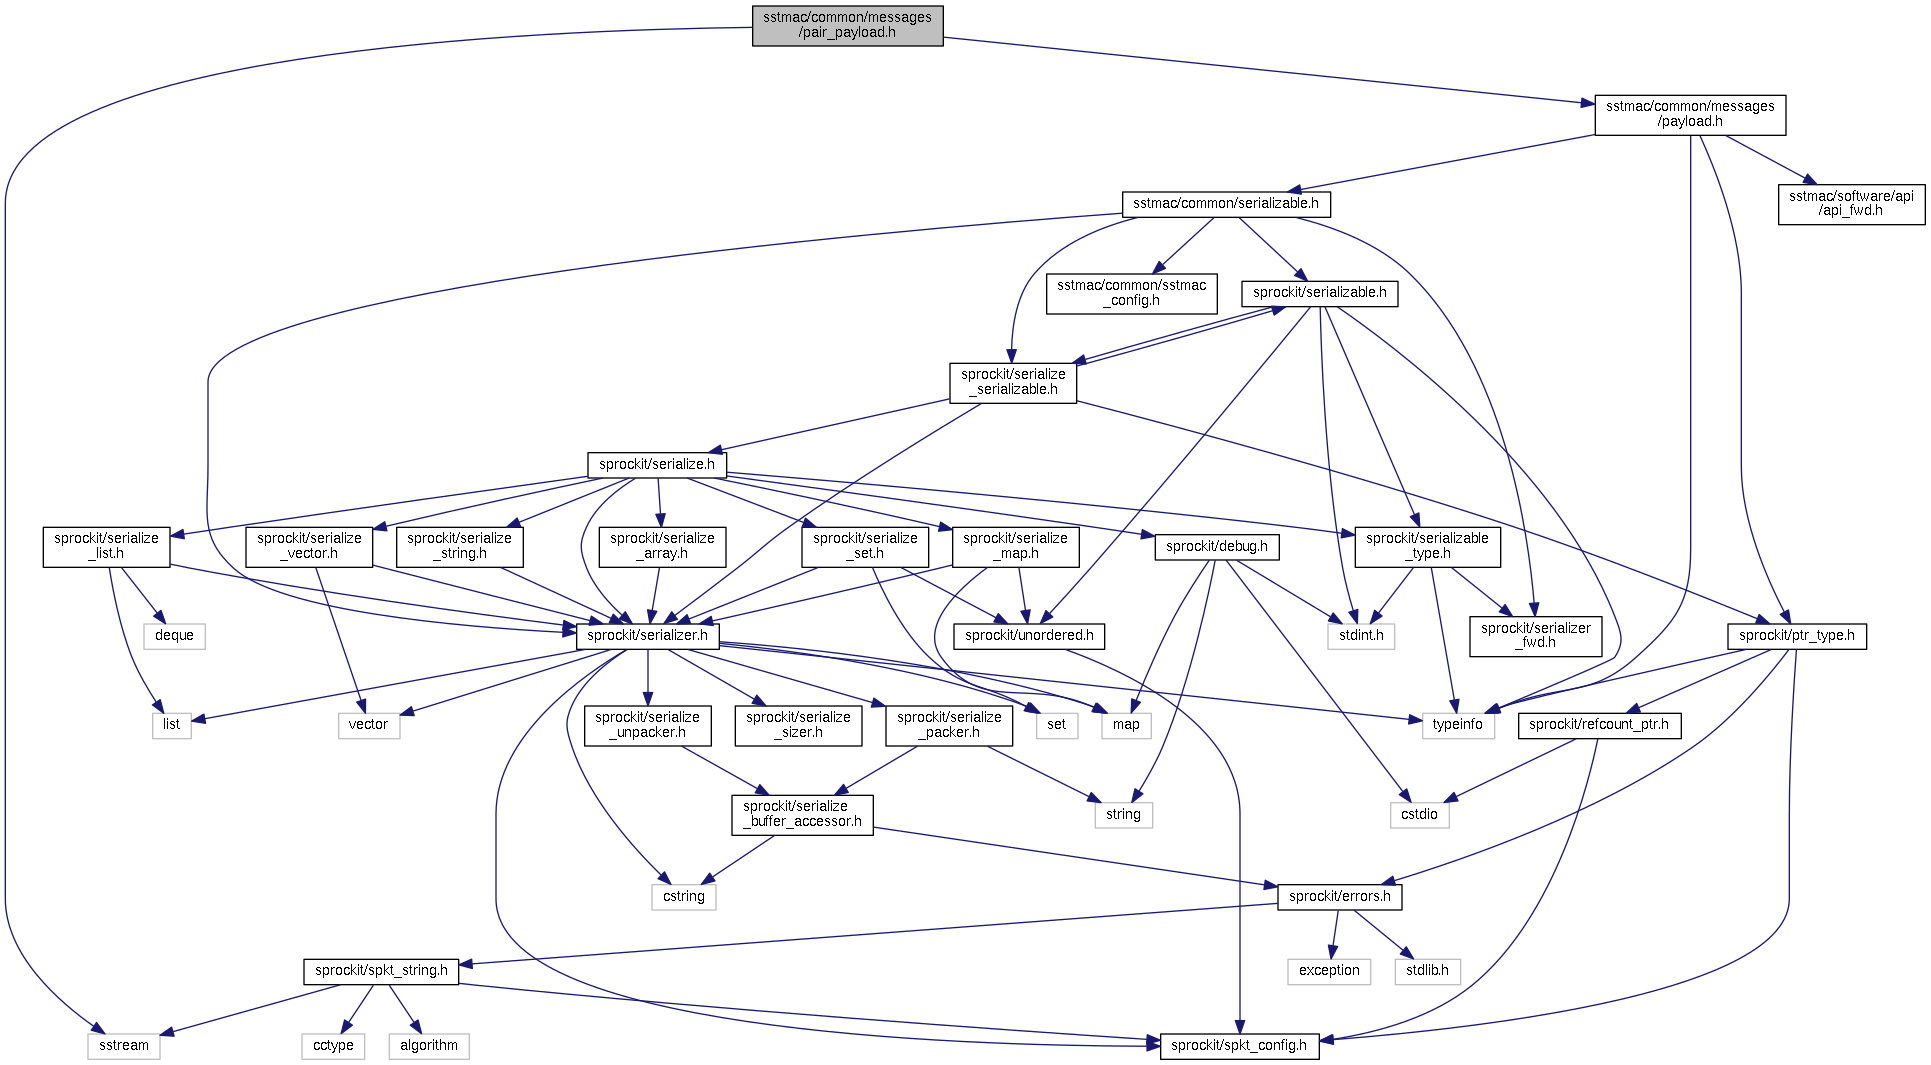 sstmac/common/messages
/pair_payload.h
sstmac/common/messages
/payload.h
sstmac/software/api
/api_fwd.h
sstmac/common/serializable.h
sstmac/common/sstmac
_config.h
sprockit/serializable.h
sprockit/serialize
_serializable.h
sprockit/serialize.h
sprockit/serialize
_list.h
sprockit/serialize
_vector.h
sprockit/serialize
_string.h
sprockit/serialize
_array.h
sprockit/serialize
_set.h
sprockit/serialize
_map.h
sprockit/debug.h
sprockit/serializable
_type.h
deque
sprockit/serializer.h
sprockit/unordered.h
stdint.h
sprockit/serializer
_fwd.h
sprockit/ptr_type.h
list
vector
sprockit/serialize
_unpacker.h
sprockit/serialize
_sizer.h
sprockit/serialize
_packer.h
set
map
typeinfo
sprockit/refcount_ptr.h
sprockit/serialize
_buffer_accessor.h
string
cstdio
cstring
sprockit/errors.h
sprockit/spkt_string.h
exception
stdlib.h
sstream
cctype
algorithm
sprockit/spkt_config.h